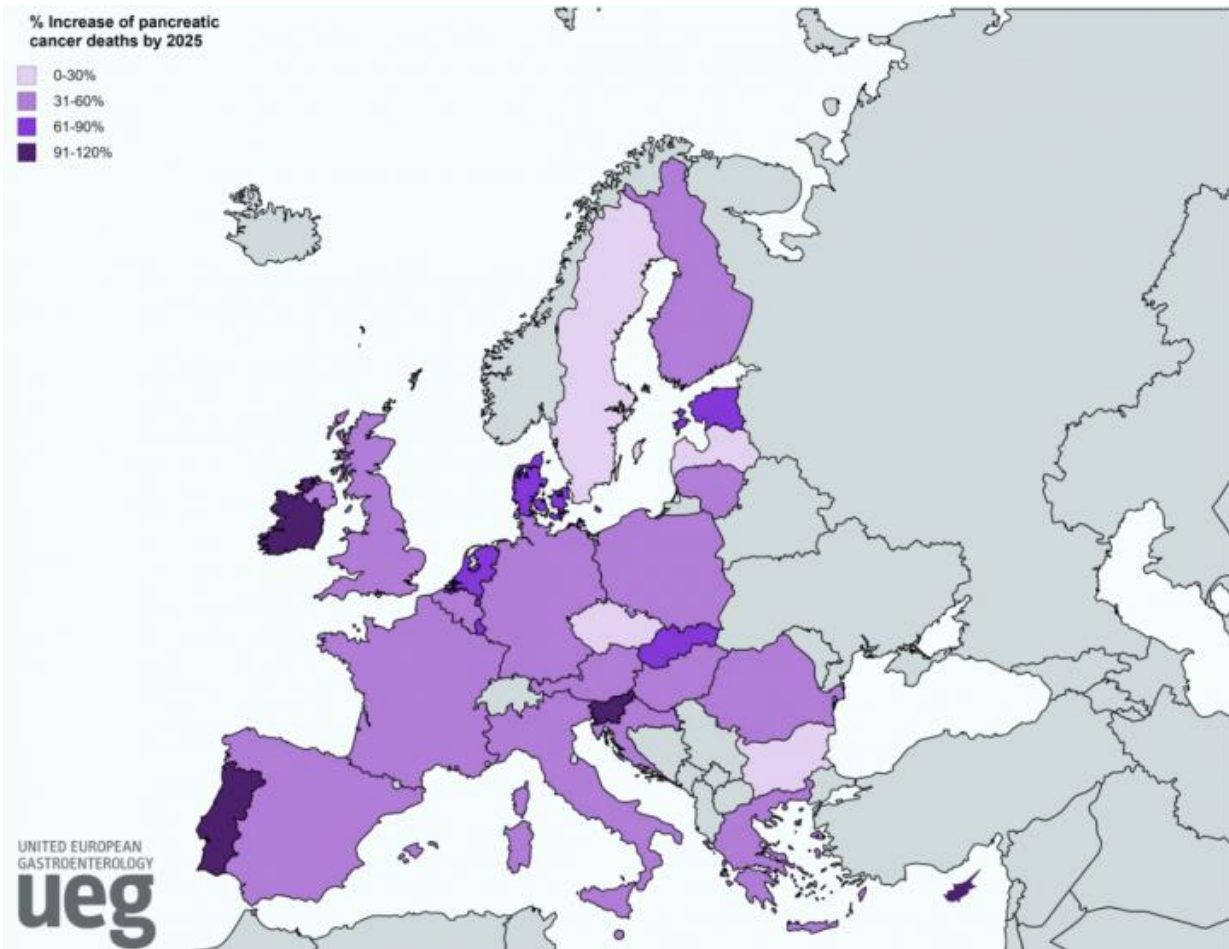 % Increase of pancreatic
cancer deaths by 2025
0-30%
31-60%
61-90%
91-120%
UNITED EUROPEAN
GASTROENTEROLOGY
ueg